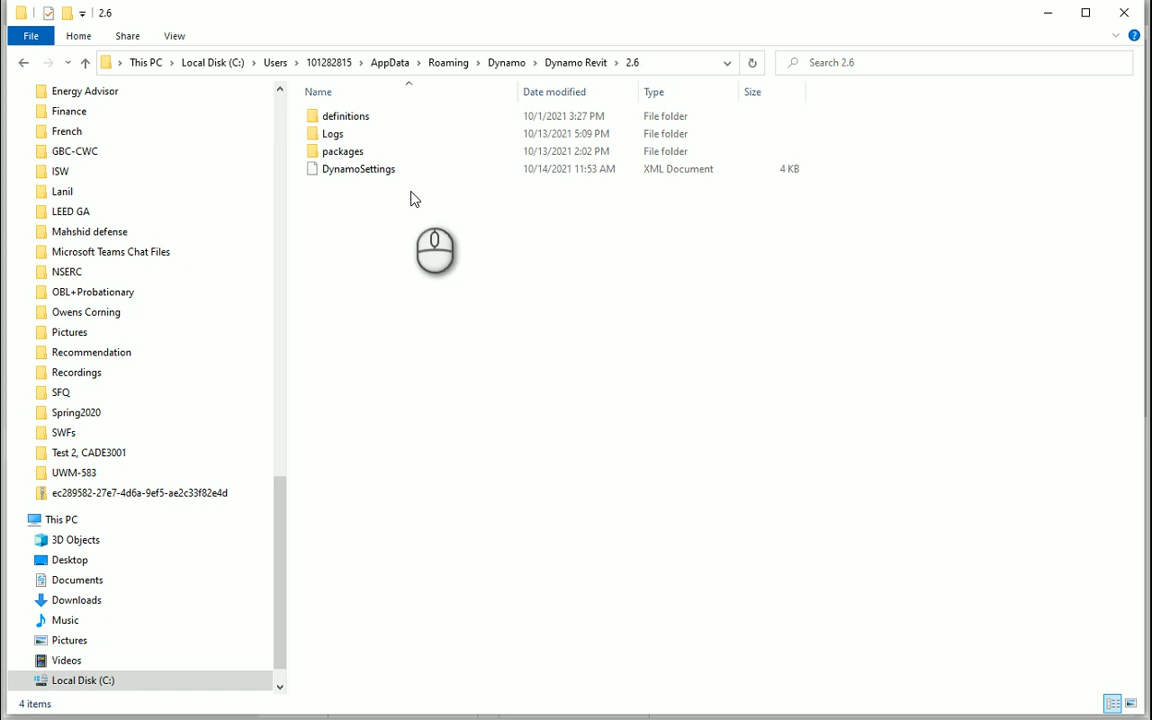 2.6
File Home Share View
This PC Local Disk (C:) Users 101282815 AppData Roaming Dynamo Dynamo Revit 2.6
Search 2.6
Name Date modified Type Size
definitions 10/1/2021 3:27 PM File folder
Logs 10/13/2021 5:09 PM File folder
packages 10/13/2021 2:02 PM File folder
DynamoSettings 10/14/2021 11:53 AM XML Document 4 KB
Energy Advisor
Finance
French
GBC-CWC
ISW
Lanil
LEED GA
Mahshid defense
Microsoft Teams Chat Files
NSERC
OBL+Probationary
Owens Corning
Pictures
Recommendation
Recordings
SFQ
Spring2020
SWFs
Test 2, CADE3001
UWM-583
ec289582-27e7-4d6a-9ef5-ae2c33f82e4d
This PC
3D Objects
Desktop
Documents
Downloads
Music
Pictures
Videos
Local Disk (C:)
4 items